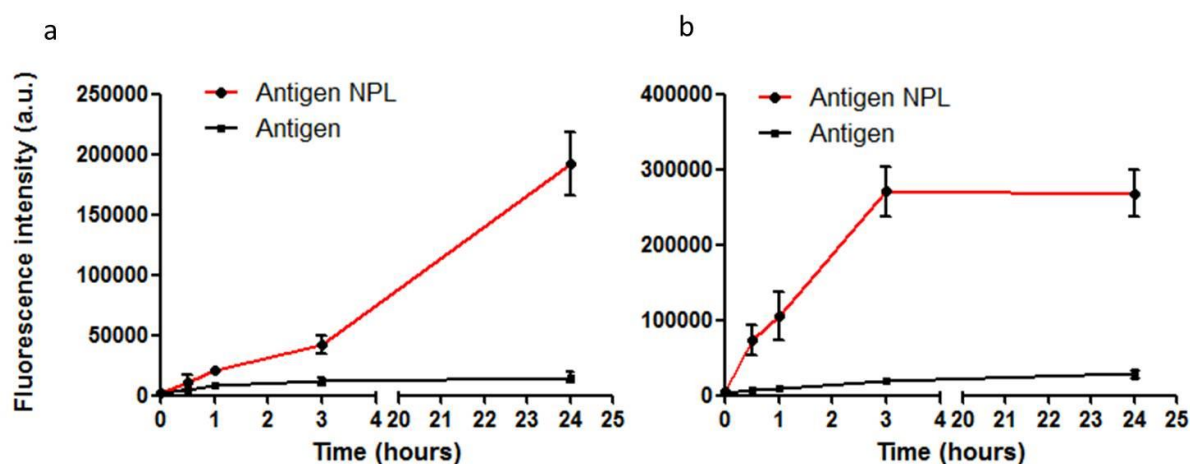 a
Fluorescence intensity (a.u.)
250000
200000
150000
100000
50000
0
Antigen NPL
Antigen
0 1 2 3 4 20 21 22 23 24 25
Time (hours)
b
400000
300000
200000
100000
0
Antigen NPL
Antigen
0 1 2 3 4 20 21 22 23 24 25
Time (hours)